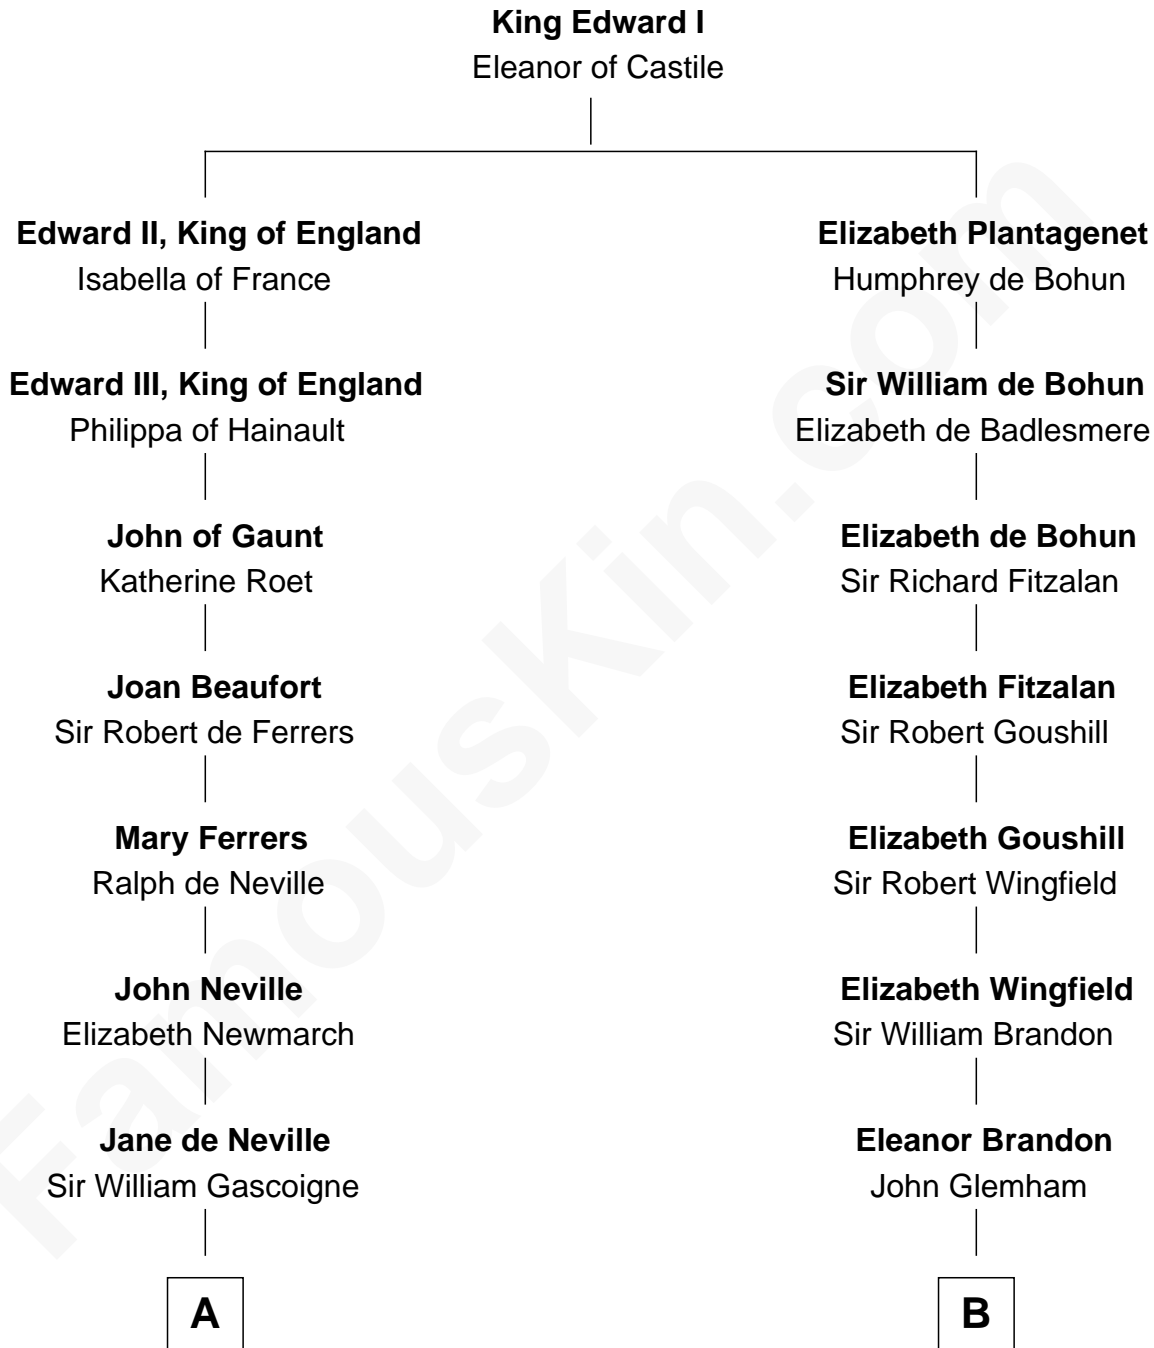 King Edward I
Eleanor of Castile
Edward II, King of England
Isabella of France
Edward III, King of England
Philippa of Hainault
John of Gaunt
Katherine Roet
Joan Beaufort
Sir Robert de Ferrers
Mary Ferrers
Ralph de Neville
John Neville
Elizabeth Newmarch
Jane de Neville
Sir William Gascoigne
A
Elizabeth Plantagenet
Humphrey de Bohun
Sir William de Bohun
Elizabeth de Badlesmere
Elizabeth de Bohun
Sir Richard Fitzalan
Elizabeth Fitzalan
Sir Robert Goushill
Elizabeth Goushill
Sir Robert Wingfield
Elizabeth Wingfield
Sir William Brandon
Eleanor Brandon
John Glemham
B
FamousKin.com